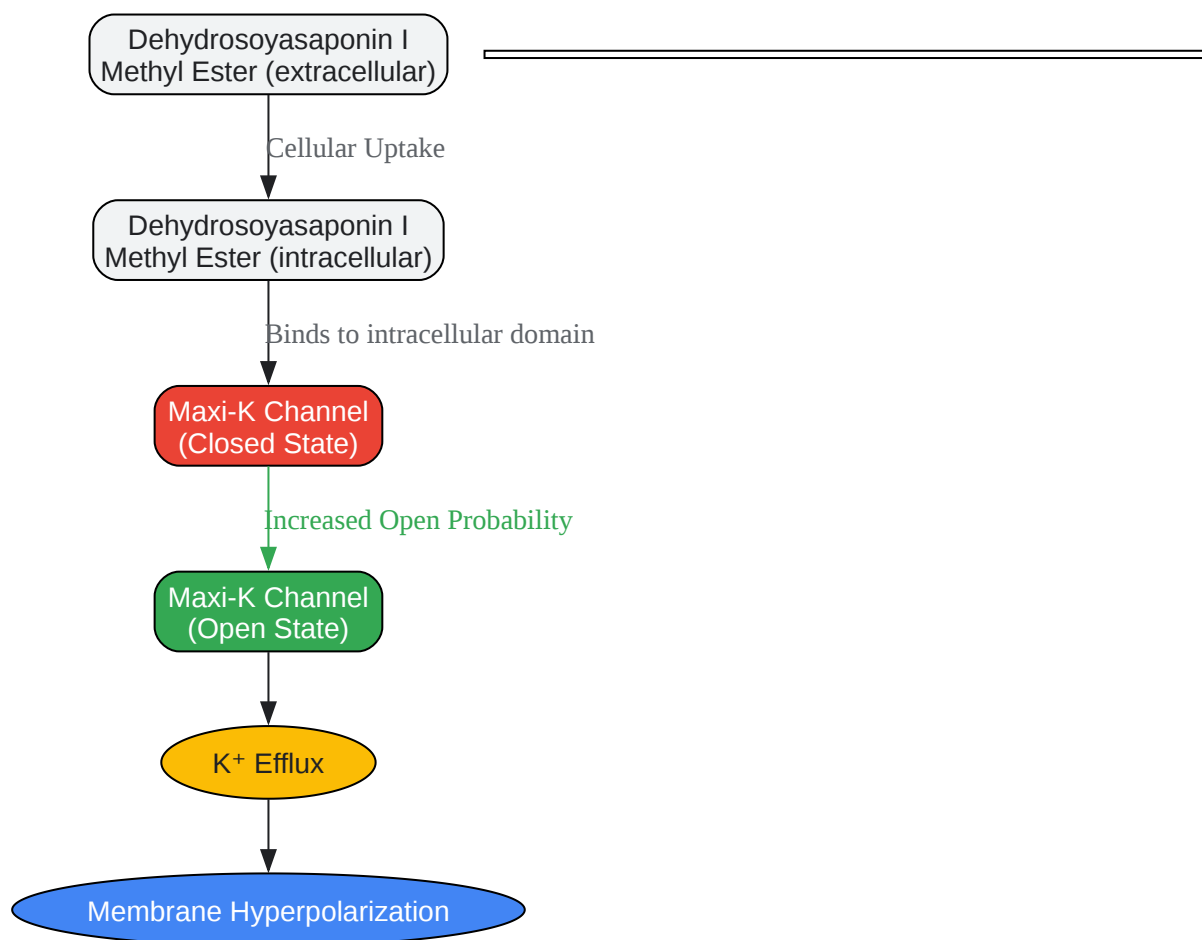 Dehydrosoyasaponin I
Methyl Ester (extracellular)
Cellular Uptake
Dehydrosoyasaponin I
Methyl Ester (intracellular)
Binds to intracellular domain
Maxi-K Channel
(Closed State)
Increased Open Probability
Maxi-K Channel
(Open State)
K⁺ Efflux
Membrane Hyperpolarization